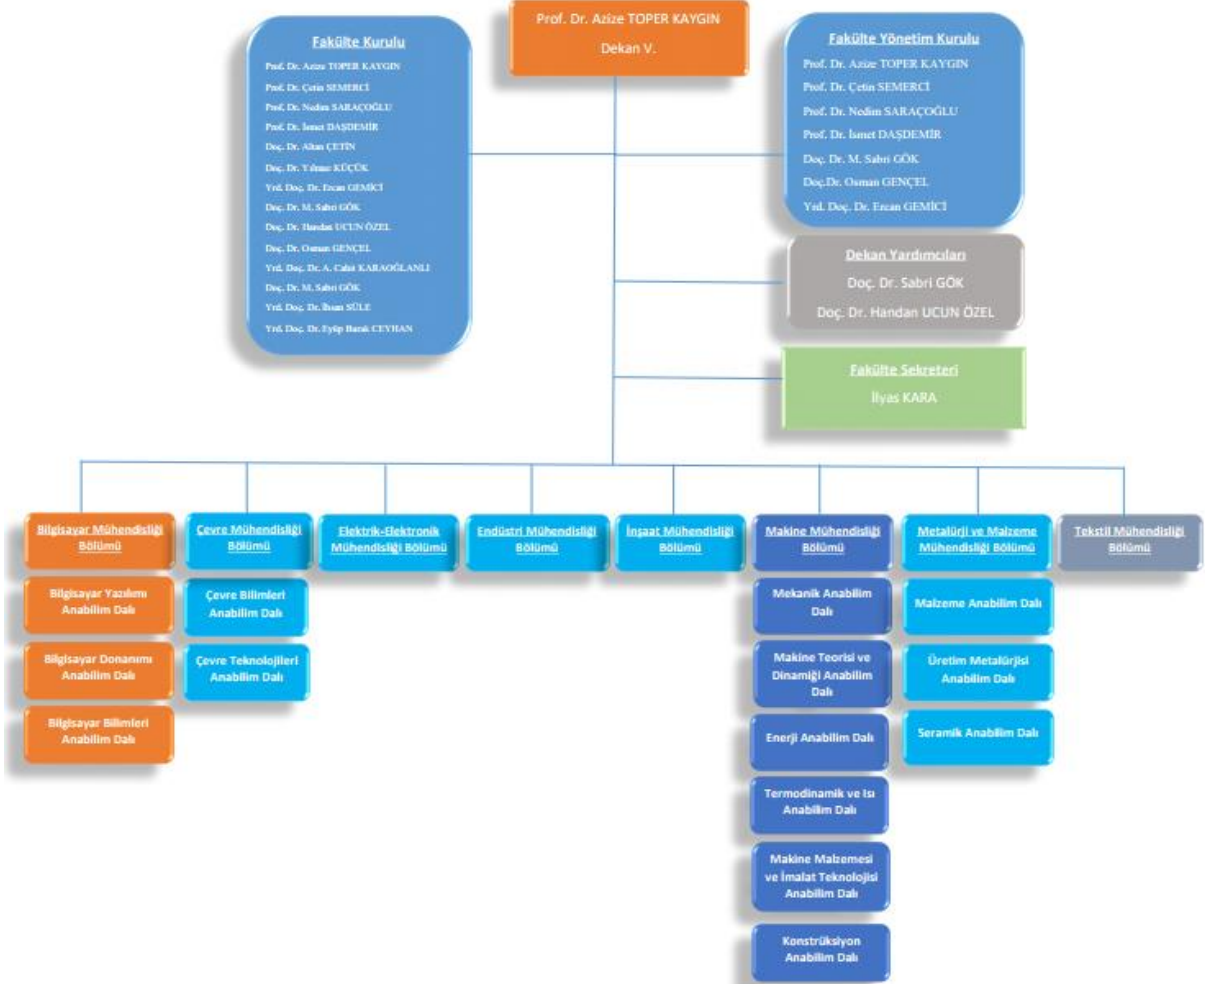 Prof. Dr. Azize TOPER KAYGIN
Dekan V.
Fakülte Kurulu
Prof. Dr. Azize TOPER KAYGIN
Prof. Dr. Çetin SEMERCİ
Prof. Dr. Nedim SARAÇOĞLU
Prof. Dr. İsmet DAŞDEMİR
Doç. Dr. Altan ÇETİN
Doç. Dr. Yılmaz KÜÇÜK
Yrd. Doç. Dr. Ercan GEMİCİ
Doç. Dr. M. Sabri GÖK
Doç. Dr. Handan UCUN ÖZEL
Doç. Dr. Osman GENÇEL
Yrd. Doç. Dr. A. Cahit KARAOĞLANLI
Doç. Dr. M. Sabri GÖK
Yrd. Doç. Dr. İhsan SÜLE
Yrd. Doç. Dr. Eyüp Burak CEYHAN
Fakülte Yönetim Kurulu
Prof. Dr. Azize TOPER KAYGIN
Prof. Dr. Çetin SEMERCİ
Prof. Dr. Nedim SARAÇOĞLU
Prof. Dr. İsmet DAŞDEMİR
Doç. Dr. M. Sabri GÖK
Doç.Dr. Osman GENÇEL
Yrd. Doç. Dr. Ercan GEMİCİ
Dekan Yardımcıları
Doç. Dr. Sabri GÖK
Doç. Dr. Handan UCUN ÖZEL
Fakülte Sekreteri
İlyas KARA
Bilgisayar Mühendisliği
Bölümü
Bilgisayar Yazılımı
Anabilim Dalı
Bilgisayar Donanımı
Anabilim Dalı
Bilgisayar Bilimleri
Anabilim Dalı
Çevre Mühendisliği
Bölümü
Çevre Bilimleri
Anabilim Dalı
Çevre Teknolojileri
Anabilim Dalı
Elektrik-Elektronik
Mühendisliği Bölümü
Endüstri Mühendisliği
Bölümü
İnşaat Mühendisliği
Bölümü
Makine Mühendisliği
Bölümü
Mekanik Anabilim
Dalı
Makine Teorisi ve
Dinamiği Anabilim
Dalı
Enerji Anabilim Dalı
Termodinamik ve Isı
Anabilim Dalı
Makine Malzemesi
ve İmalat Teknolojisi
Anabilim Dalı
Konstrüksiyon
Anabilim Dalı
Metalürji ve Malzeme
Mühendisliği Bölümü
Malzeme Anabilim Dalı
Üretim Metalürjisi
Anabilim Dalı
Seramik Anabilim Dalı
Tekstil Mühendisliği
Bölümü